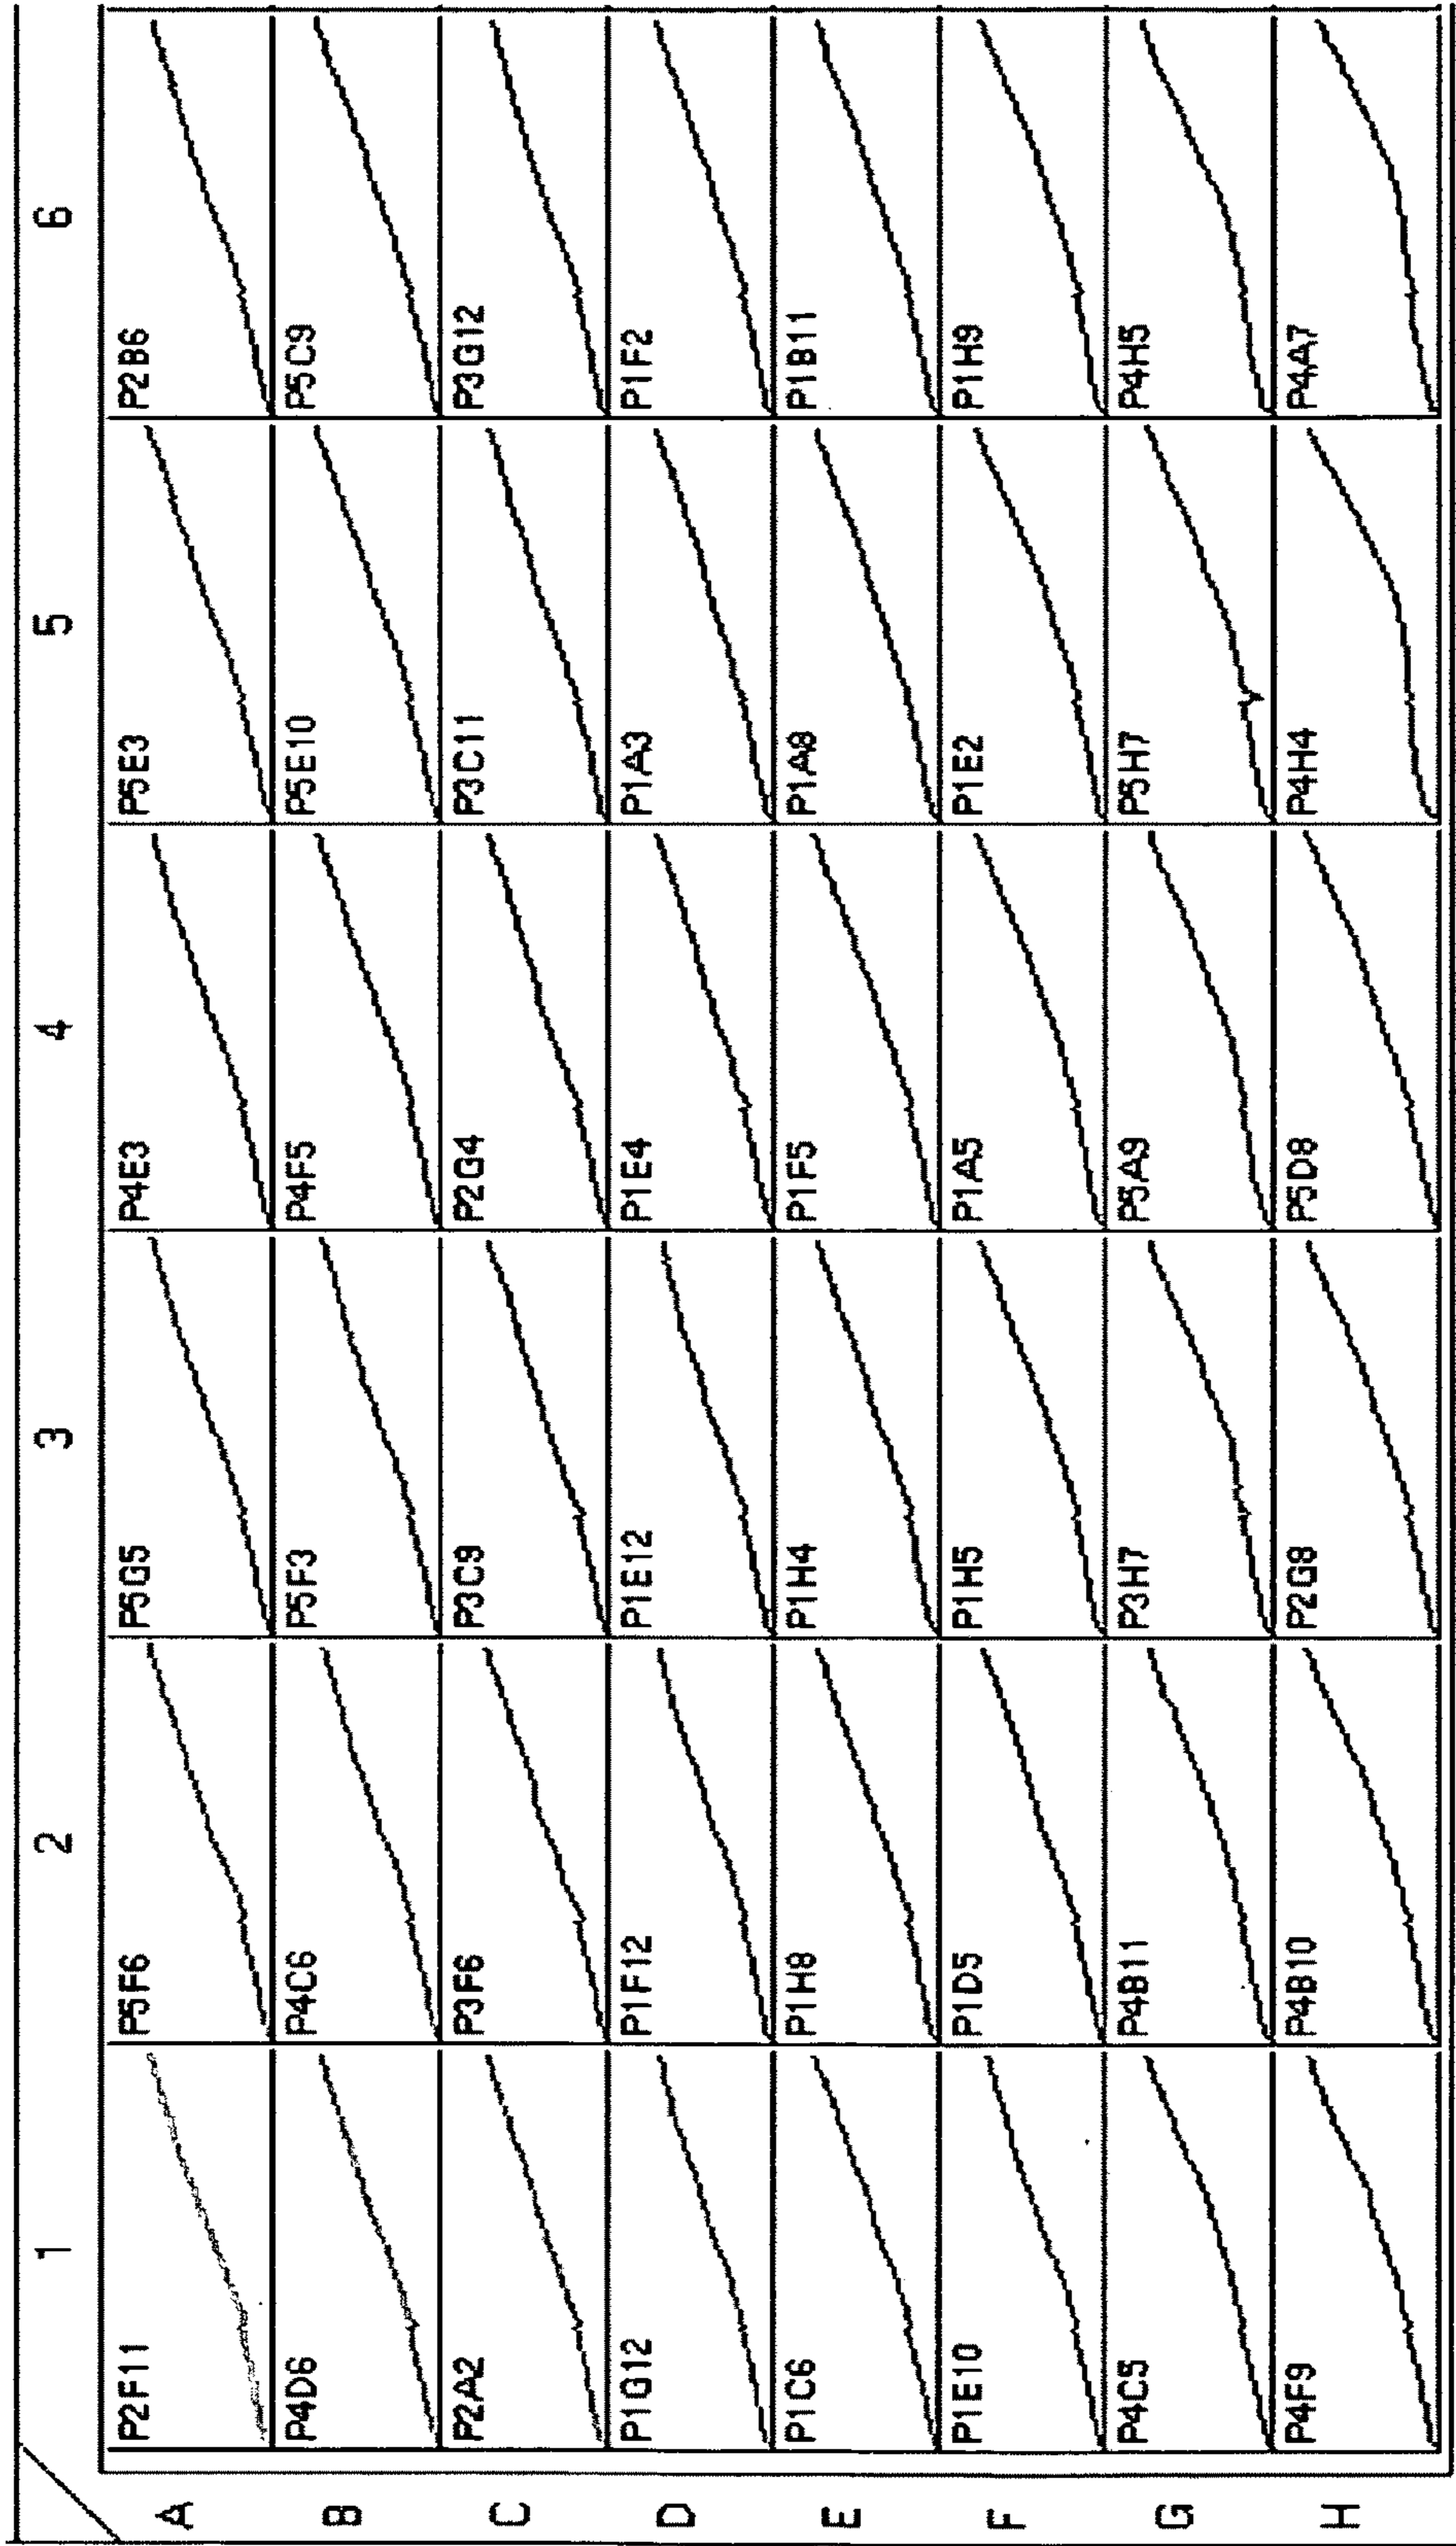 1 2 3 4 5 6
A P2F11 P5F6 P5G5 P4E3 P5E3 P2B6
B P4D6 P4C6 P5F3 P4F5 P5E10 P5C9
C P2A2 P3F6 P3C9 P2G4 P3C11 P3G12
D P1G12 P1F12 P1E12 P1E4 P1A3 P1F2
E P1C6 P1H8 P1H4 P1F5 P1A8 P1B11
F P1E10 P1D5 P1H5 P1A5 P1E2 P1H9
G P4C5 P4B11 P3H7 P5A9 P5H7 P4H5
H P4F9 P4B10 P2G8 P5D8 P4H4 P4A7